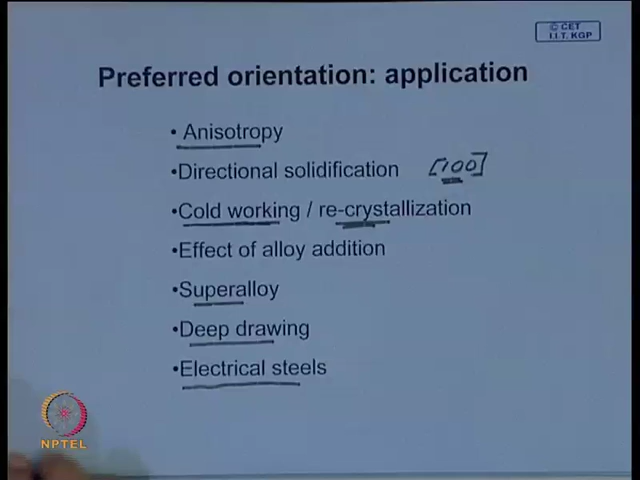 © CET
I.I.T. KGP
Preferred orientation: application
• Anisotropy
•Directional solidification [100]
•Cold working / re-crystallization
•Effect of alloy addition
•Superalloy
•Deep drawing
•Electrical steels
NPTEL